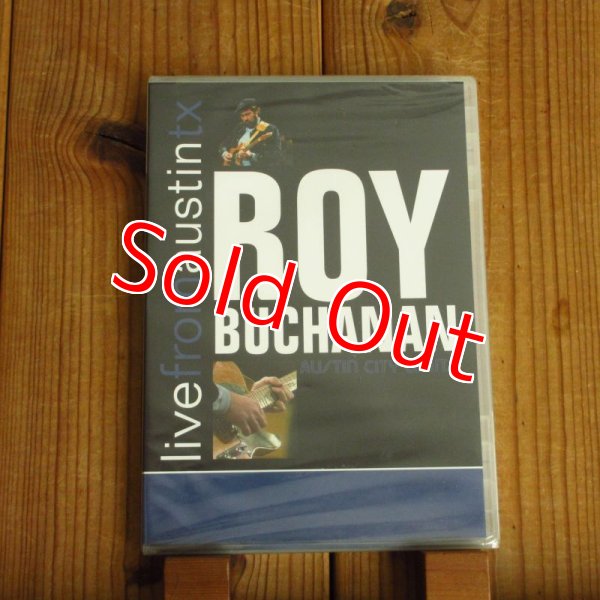 live from austin tx
ROY
BUCHANAN
AUSTIN CITY
Sold Out